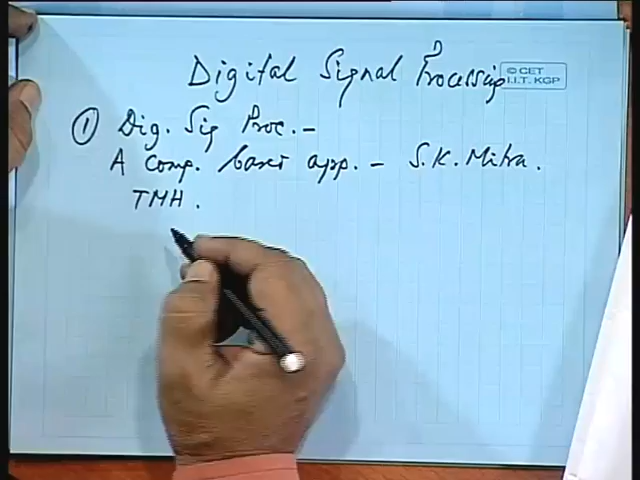 Digital Signal Processing
© CET
I.I.T. KGP
① Dig. Sig Proc. –
A Comp. based app. – S.K. Mitra.
TMH.